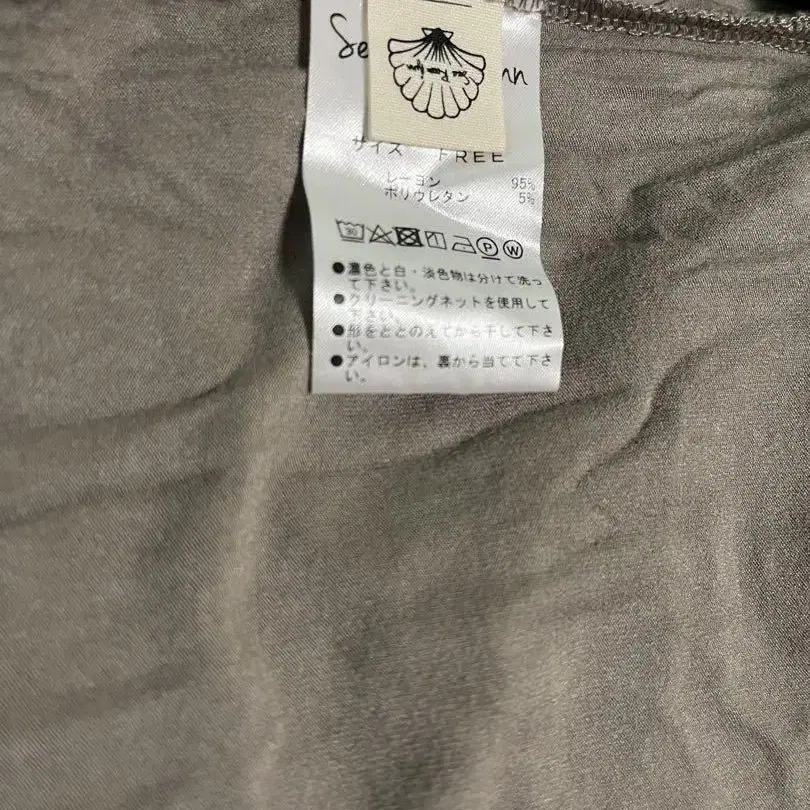 Se nn
サイズ FREE
レーヨン 95%
ポリウレタン 5%
30
P W
●濃色と白・淡色物は分けて洗っ
て下さい。
●クリーニングネットを使用して
下さい。
●形をととのえてから干して下さ
い。
●アイロンは、裏から当てて下さ
い。